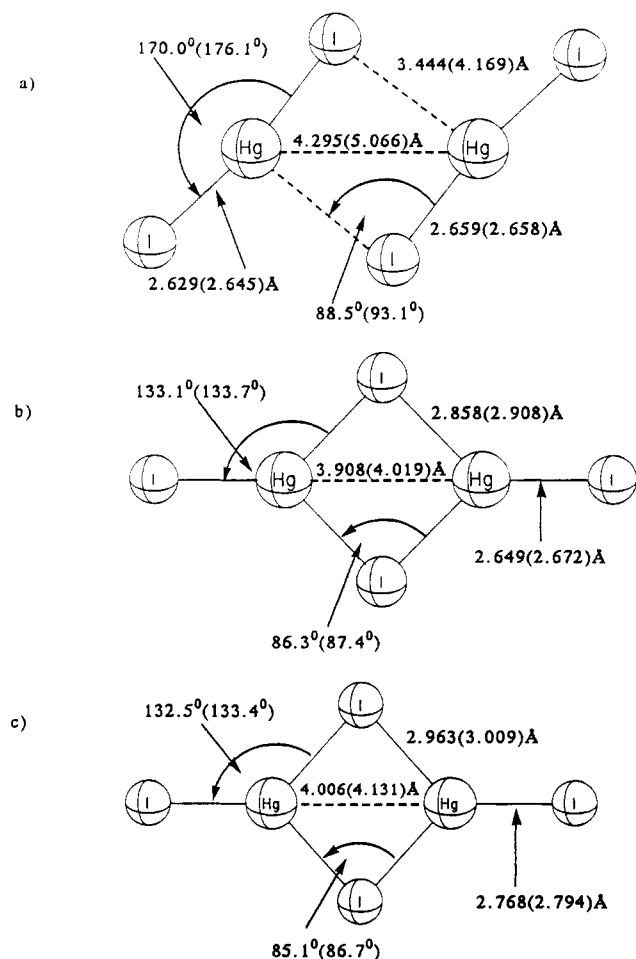 170.0⁰(176.1⁰)
I
I
3.444(4.169)Å
a)
Hg
4.295(5.066)Å
Hg
2.659(2.658)Å
I
I
2.629(2.645)Å
88.5⁰(93.1⁰)
b)
133.1⁰(133.7⁰)
I
2.858(2.908)Å
I
Hg
3.908(4.019)Å
Hg
I
2.649(2.672)Å
I
86.3⁰(87.4⁰)
c)
132.5⁰(133.4⁰)
I
2.963(3.009)Å
I
Hg
4.006(4.131)Å
Hg
I
I
2.768(2.794)Å
85.1⁰(86.7⁰)